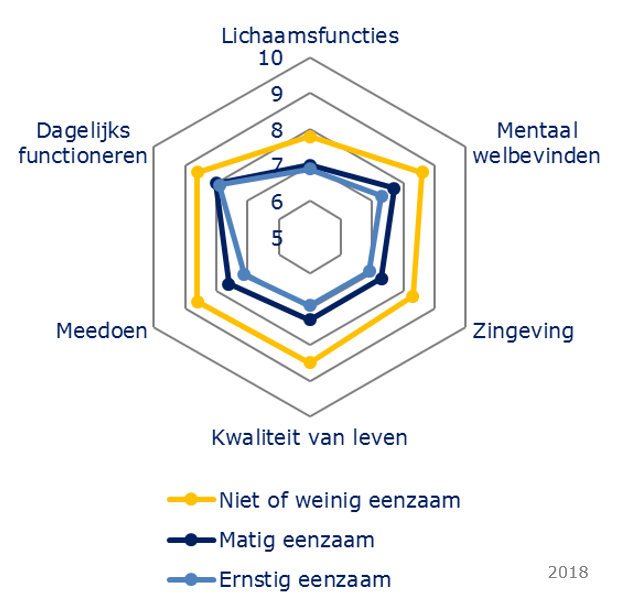 Lichaamsfuncties
10
9
8
7
6
5
Dagelijks
functioneren
Mentaal
welbevinden
Meedoen
Zingeving
Kwaliteit van leven
Niet of weinig eenzaam
Matig eenzaam
Ernstig eenzaam
2018